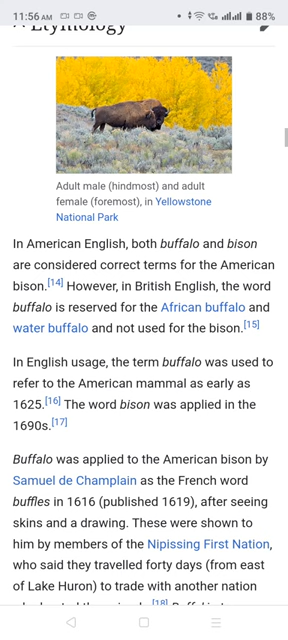 11:56 AM
88%
Etymology
Adult male (hindmost) and adult
female (foremost), in Yellowstone
National Park
In American English, both buffalo and bison
are considered correct terms for the American
bison.[14] However, in British English, the word
buffalo is reserved for the African buffalo and
water buffalo and not used for the bison.[15]
In English usage, the term buffalo was used to
refer to the American mammal as early as
1625.[16] The word bison was applied in the
1690s.[17]
Buffalo was applied to the American bison by
Samuel de Champlain as the French word
buffles in 1616 (published 1619), after seeing
skins and a drawing. These were shown to
him by members of the Nipissing First Nation,
who said they travelled forty days (from east
of Lake Huron) to trade with another nation
[18]